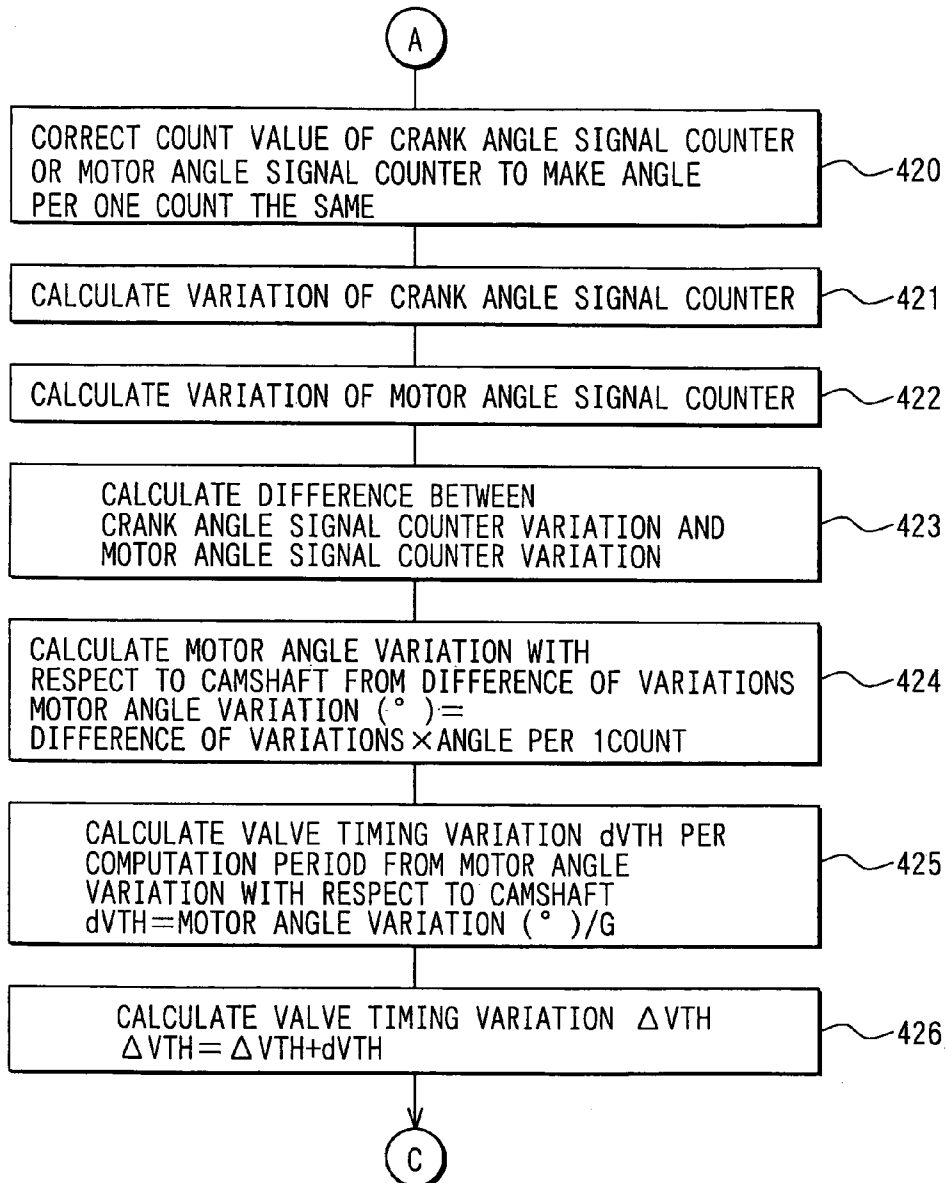 A
CORRECT COUNT VALUE OF CRANK ANGLE SIGNAL COUNTER
OR MOTOR ANGLE SIGNAL COUNTER TO MAKE ANGLE
PER ONE COUNT THE SAME
420
CALCULATE VARIATION OF CRANK ANGLE SIGNAL COUNTER
421
CALCULATE VARIATION OF MOTOR ANGLE SIGNAL COUNTER
422
CALCULATE DIFFERENCE BETWEEN
CRANK ANGLE SIGNAL COUNTER VARIATION AND
MOTOR ANGLE SIGNAL COUNTER VARIATION
423
CALCULATE MOTOR ANGLE VARIATION WITH
RESPECT TO CAMSHAFT FROM DIFFERENCE OF VARIATIONS
MOTOR ANGLE VARIATION (° )=
DIFFERENCE OF VARIATIONS×ANGLE PER 1COUNT
424
CALCULATE VALVE TIMING VARIATION dVTH PER
COMPUTATION PERIOD FROM MOTOR ANGLE
VARIATION WITH RESPECT TO CAMSHAFT
dVTH=MOTOR ANGLE VARIATION (° )/G
425
CALCULATE VALVE TIMING VARIATION ΔVTH
ΔVTH=ΔVTH+dVTH
426
C